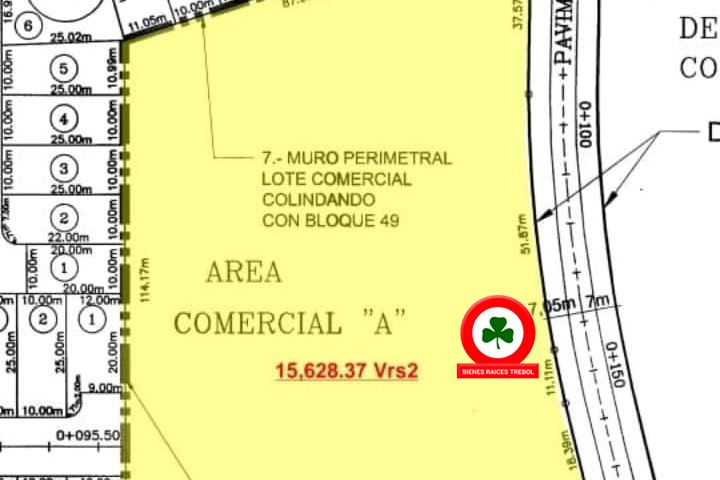 11.05m
10.00m
37.57
PAVIM
DE
CO
6
25.02m
5
10.00m
10.99m
25.00m
4
10.00m
10.00m
25.00m
3
10.00m
10.00m
25.00m
2
10.00m
10.00m
22.00m
20.00m
1
10.00m
10.00m
20.00m
10.00m
12.00m
2
1
25.00m
25.00m
20.00m
9.00m
10.00m
0+095.50
114.17m
7.- MURO PERIMETRAL
LOTE COMERCIAL
COLINDANDO
CON BLOQUE 49
AREA
COMERCIAL "A"
15,628.37 Vrs2
BIENES RAICES TREBOL
0+100
D
51.87m
7.05m
7m
0+150
11.11m
18.39m